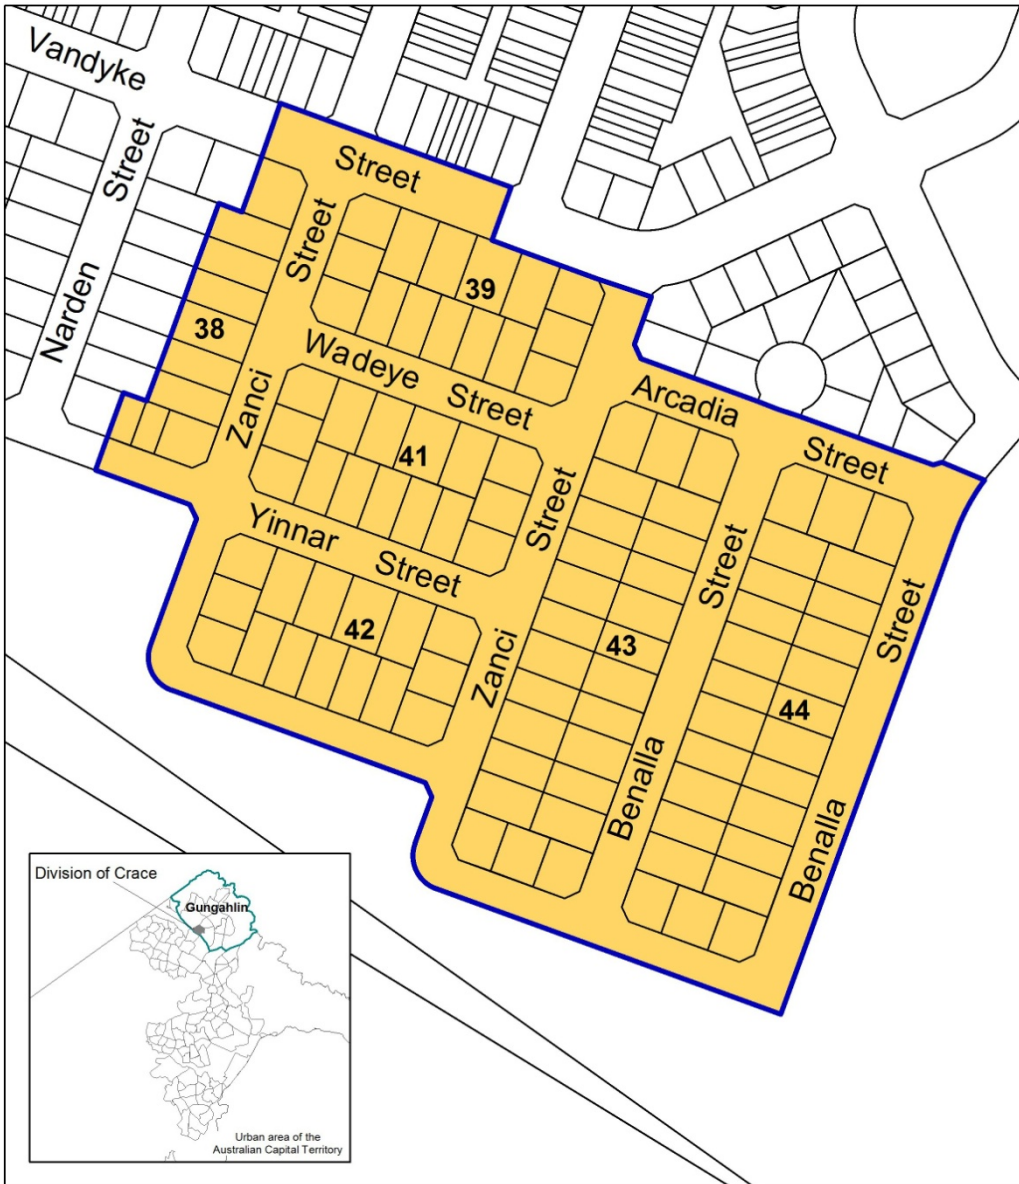 Vandyke
Street
Street
Street
39
38
Narden
Wadeye
Street
Arcadia
Street
Zanci
41
Street
Yinnar
Street
Street
Street
42
43
Zanci
44
Benalla
Benalla
Division of Crace
Gungahlin
Urban area of the
Australian Capital Territory